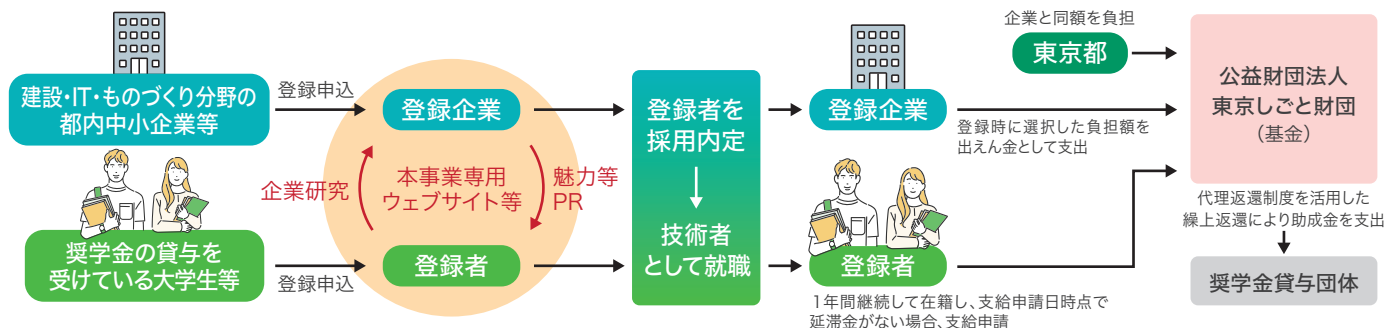 建設・IT・ものづくり分野の
都内中小企業等
登録申込
奨学金の貸与を
受けている大学生等
登録申込
登録企業
企業研究
本事業専用
ウェブサイト等
魅力等
PR
登録者
登録者を
採用内定
技術者
として就職
登録企業
登録時に選択した負担額を
出えん金として支出
登録者
1年間継続して在籍し、支給申請日時点で
延滞金がない場合、支給申請
企業と同額を負担
東京都
公益財団法人
東京しごと財団
（基金）
代理返還制度を活用した
繰上返還により助成金を支出
奨学金貸与団体